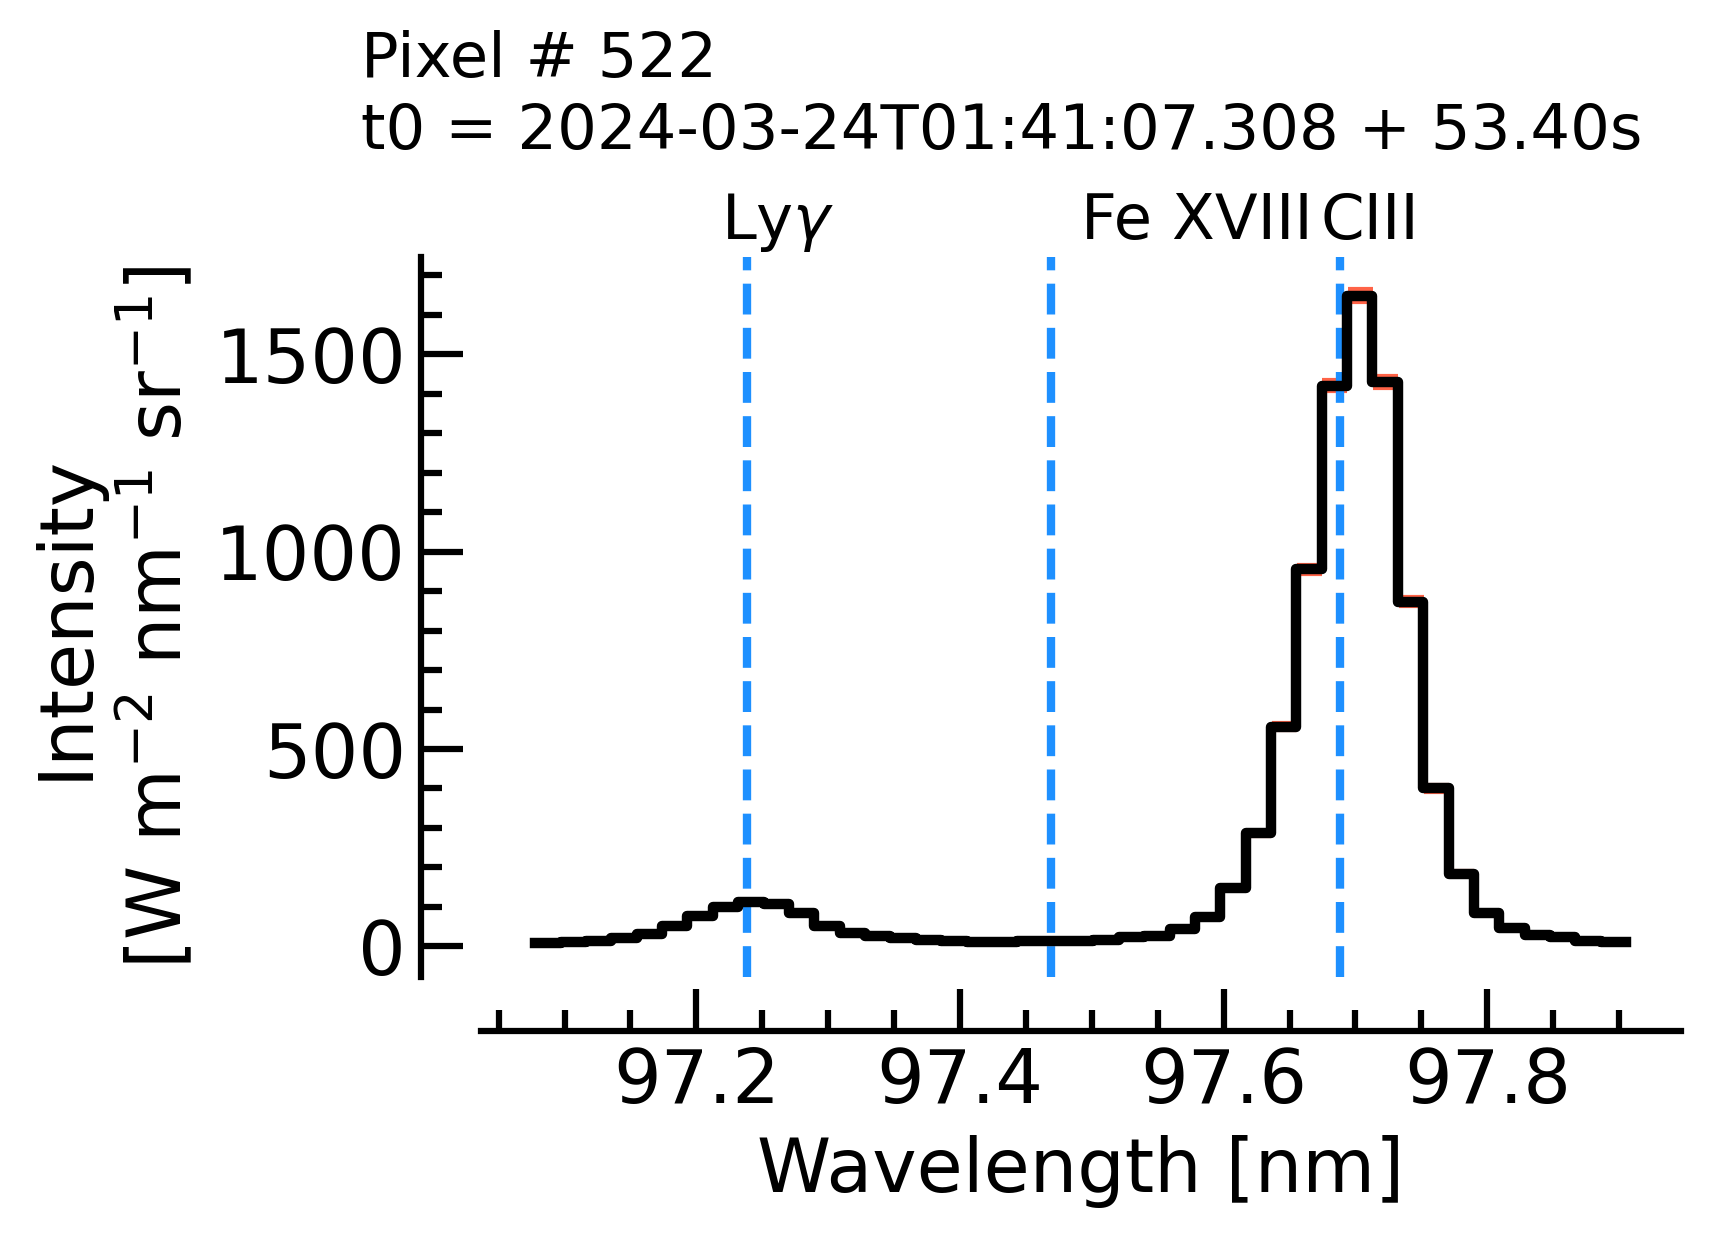 Pixel # 522
t0 = 2024-03-24T01:41:07.308 + 53.40s
Lyγ Fe XVIII CIII
Intensity
[W m⁻² nm⁻¹ sr⁻¹]
1500
1000
500
0
97.2 97.4 97.6 97.8
Wavelength [nm]